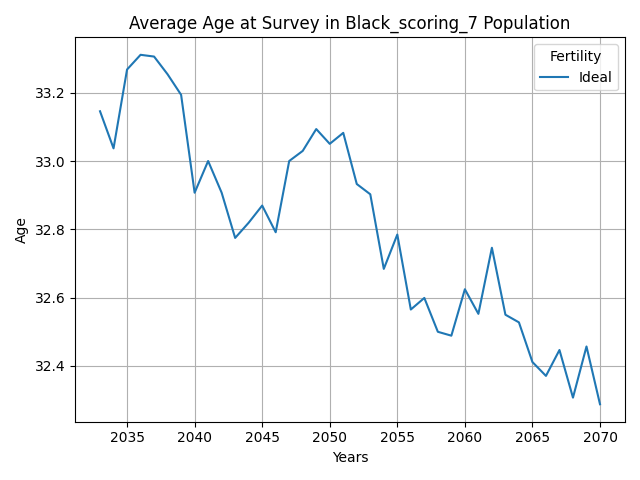 Average Age at Survey in Black_scoring_7 Population
Fertility
Ideal
33.2
33.0
32.8
32.6
32.4
Age
2035 2040 2045 2050 2055 2060 2065 2070
Years